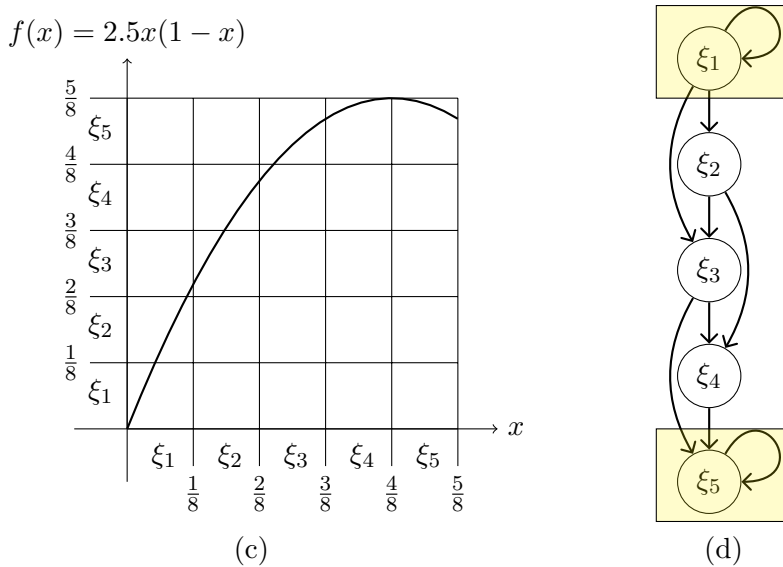 f(x) = 2.5x(1 − x)
5/8
ξ5
4/8
ξ4
3/8
ξ3
2/8
ξ2
1/8
ξ1
x
ξ1 ξ2 ξ3 ξ4 ξ5
1/8 2/8 3/8 4/8 5/8
(c)
ξ1
ξ2
ξ3
ξ4
ξ5
(d)